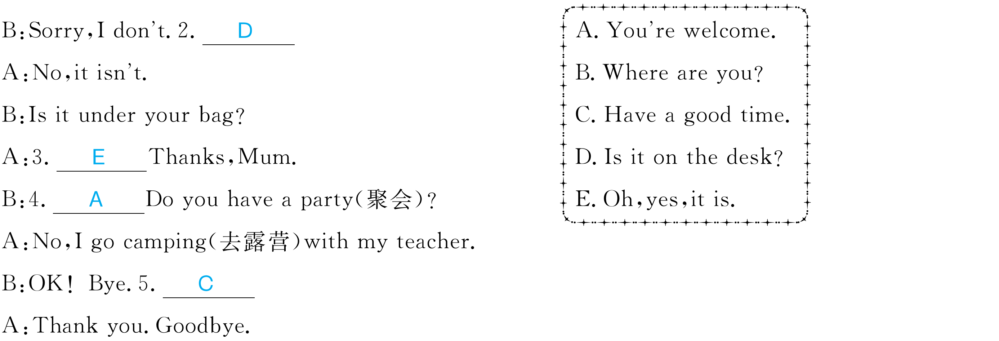 B:Sorry,I don't. 2. D
A:No,it isn't.
B:Is it under your bag?
A:3. E Thanks,Mum.
B:4. A Do you have a party(聚会)?
A:No,I go camping(去露营)with my teacher.
B:OK! Bye. 5. C
A:Thank you. Goodbye.
A. You're welcome.
B. Where are you?
C. Have a good time.
D. Is it on the desk?
E. Oh,yes,it is.